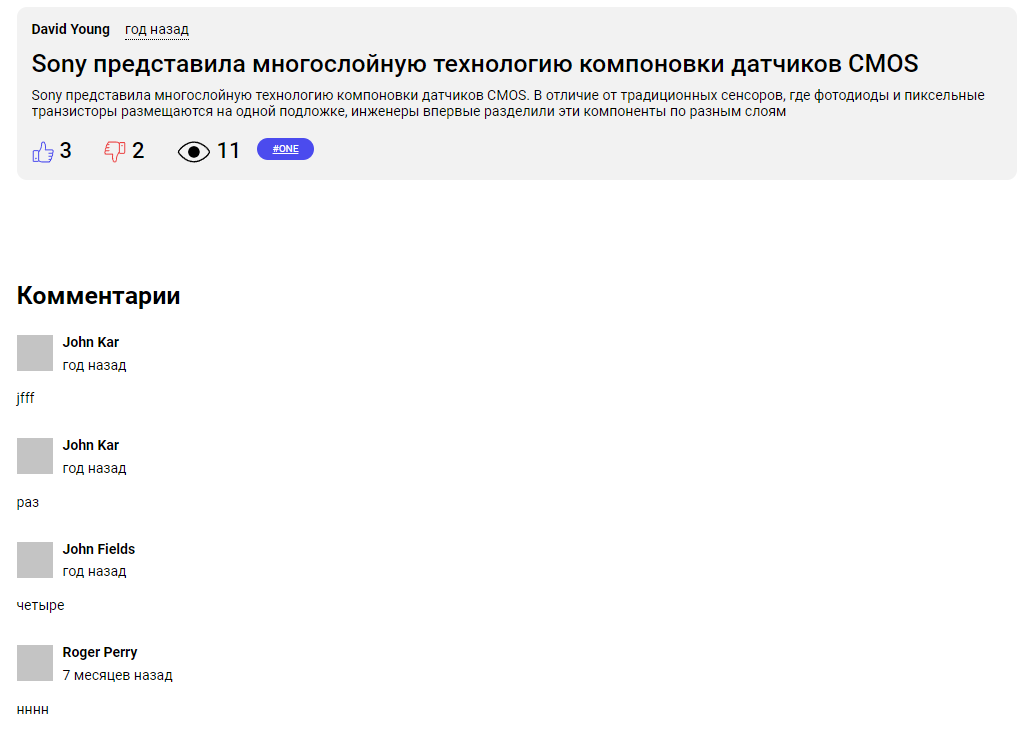 David Young год назад
Sony представила многослойную технологию компоновки датчиков CMOS
Sony представила многослойную технологию компоновки датчиков CMOS. В отличие от традиционных сенсоров, где фотодиоды и пиксельные
транзисторы размещаются на одной подложке, инженеры впервые разделили эти компоненты по разным слоям
3 2 11 #ONE
Комментарии
John Kar
год назад
jfff
John Kar
год назад
раз
John Fields
год назад
четыре
Roger Perry
7 месяцев назад
нннн